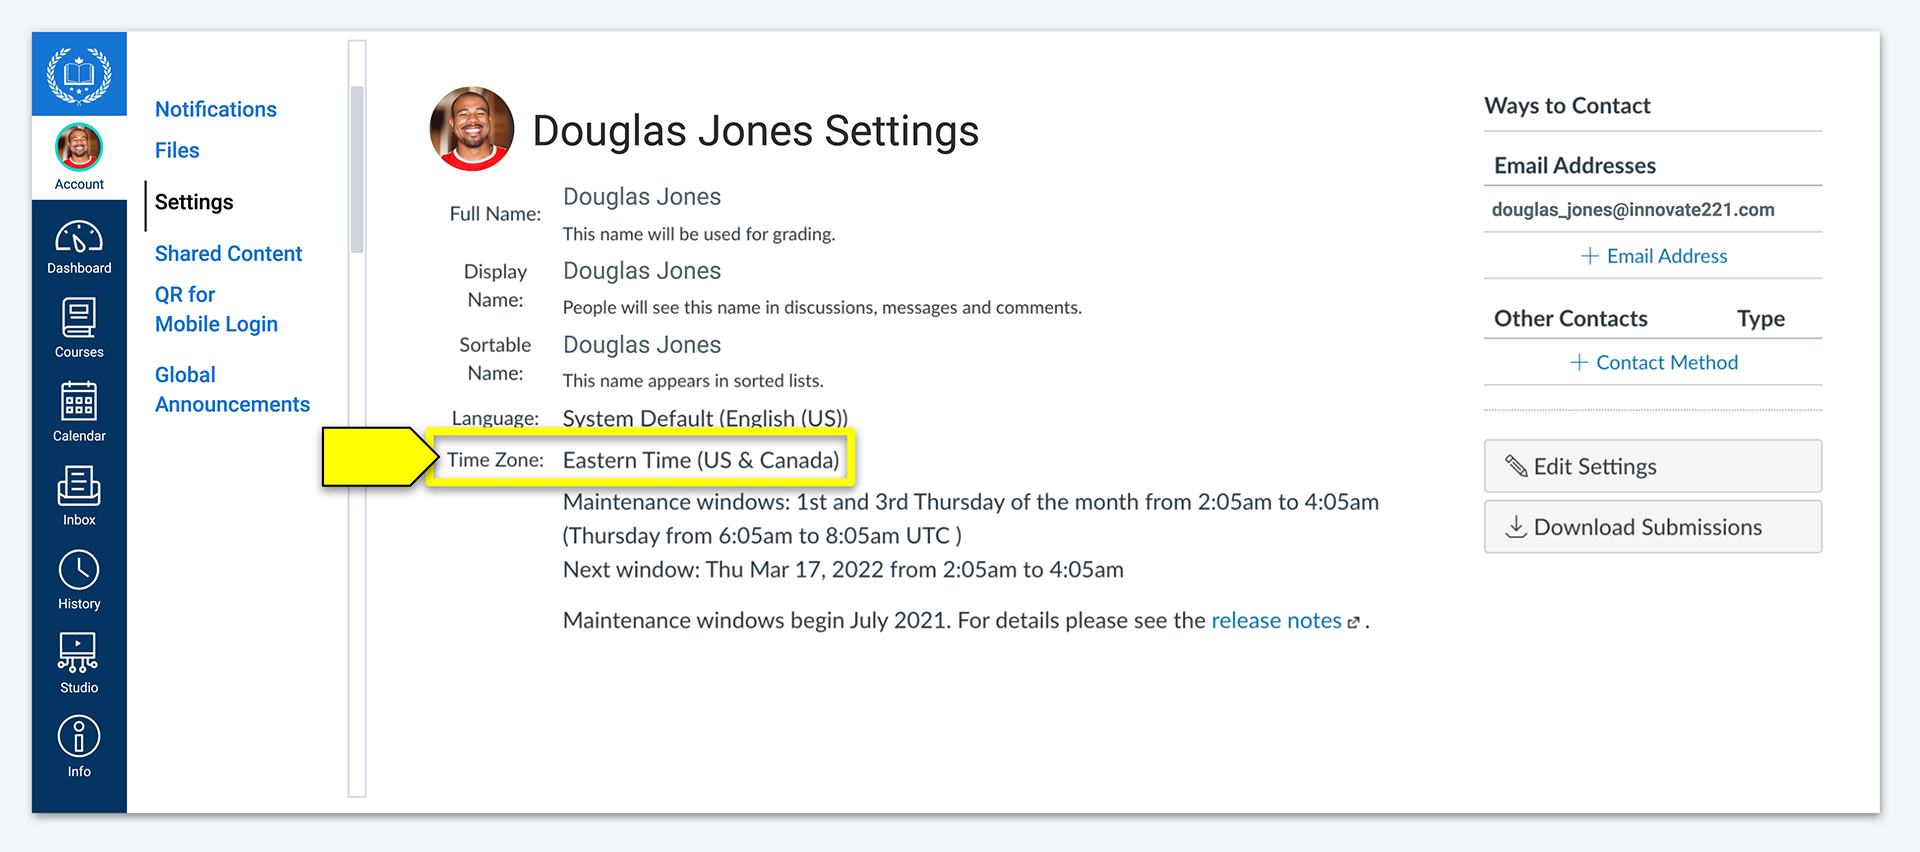 Account
Dashboard
Courses
Calendar
Inbox
History
Studio
Info
Notifications
Files
Settings
Shared Content
QR for
Mobile Login
Global
Announcements
Douglas Jones Settings
Full Name:
Douglas Jones
This name will be used for grading.
Display
Name:
Douglas Jones
People will see this name in discussions, messages and comments.
Sortable
Name:
Douglas Jones
This name appears in sorted lists.
Language: System Default (English (US))
Time Zone: Eastern Time (US & Canada)
Maintenance windows: 1st and 3rd Thursday of the month from 2:05am to 4:05am
(Thursday from 6:05am to 8:05am UTC )
Next window: Thu Mar 17, 2022 from 2:05am to 4:05am
Maintenance windows begin July 2021. For details please see the release notes .
Ways to Contact
Email Addresses
douglas_jones@innovate221.com
+ Email Address
Other Contacts Type
+ Contact Method
Edit Settings
Download Submissions